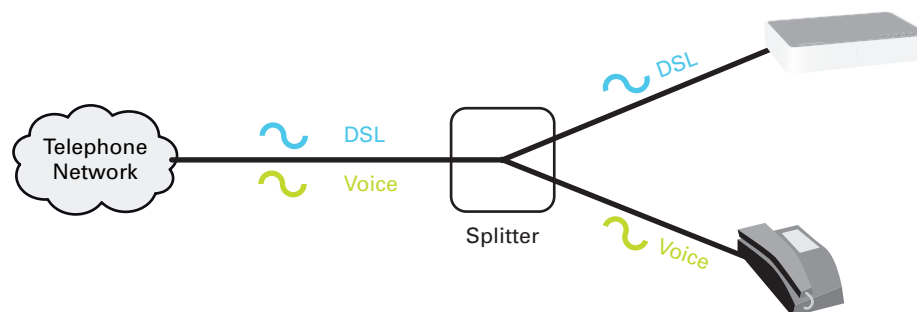 Telephone
Network
DSL
Voice
Splitter
DSL
Voice